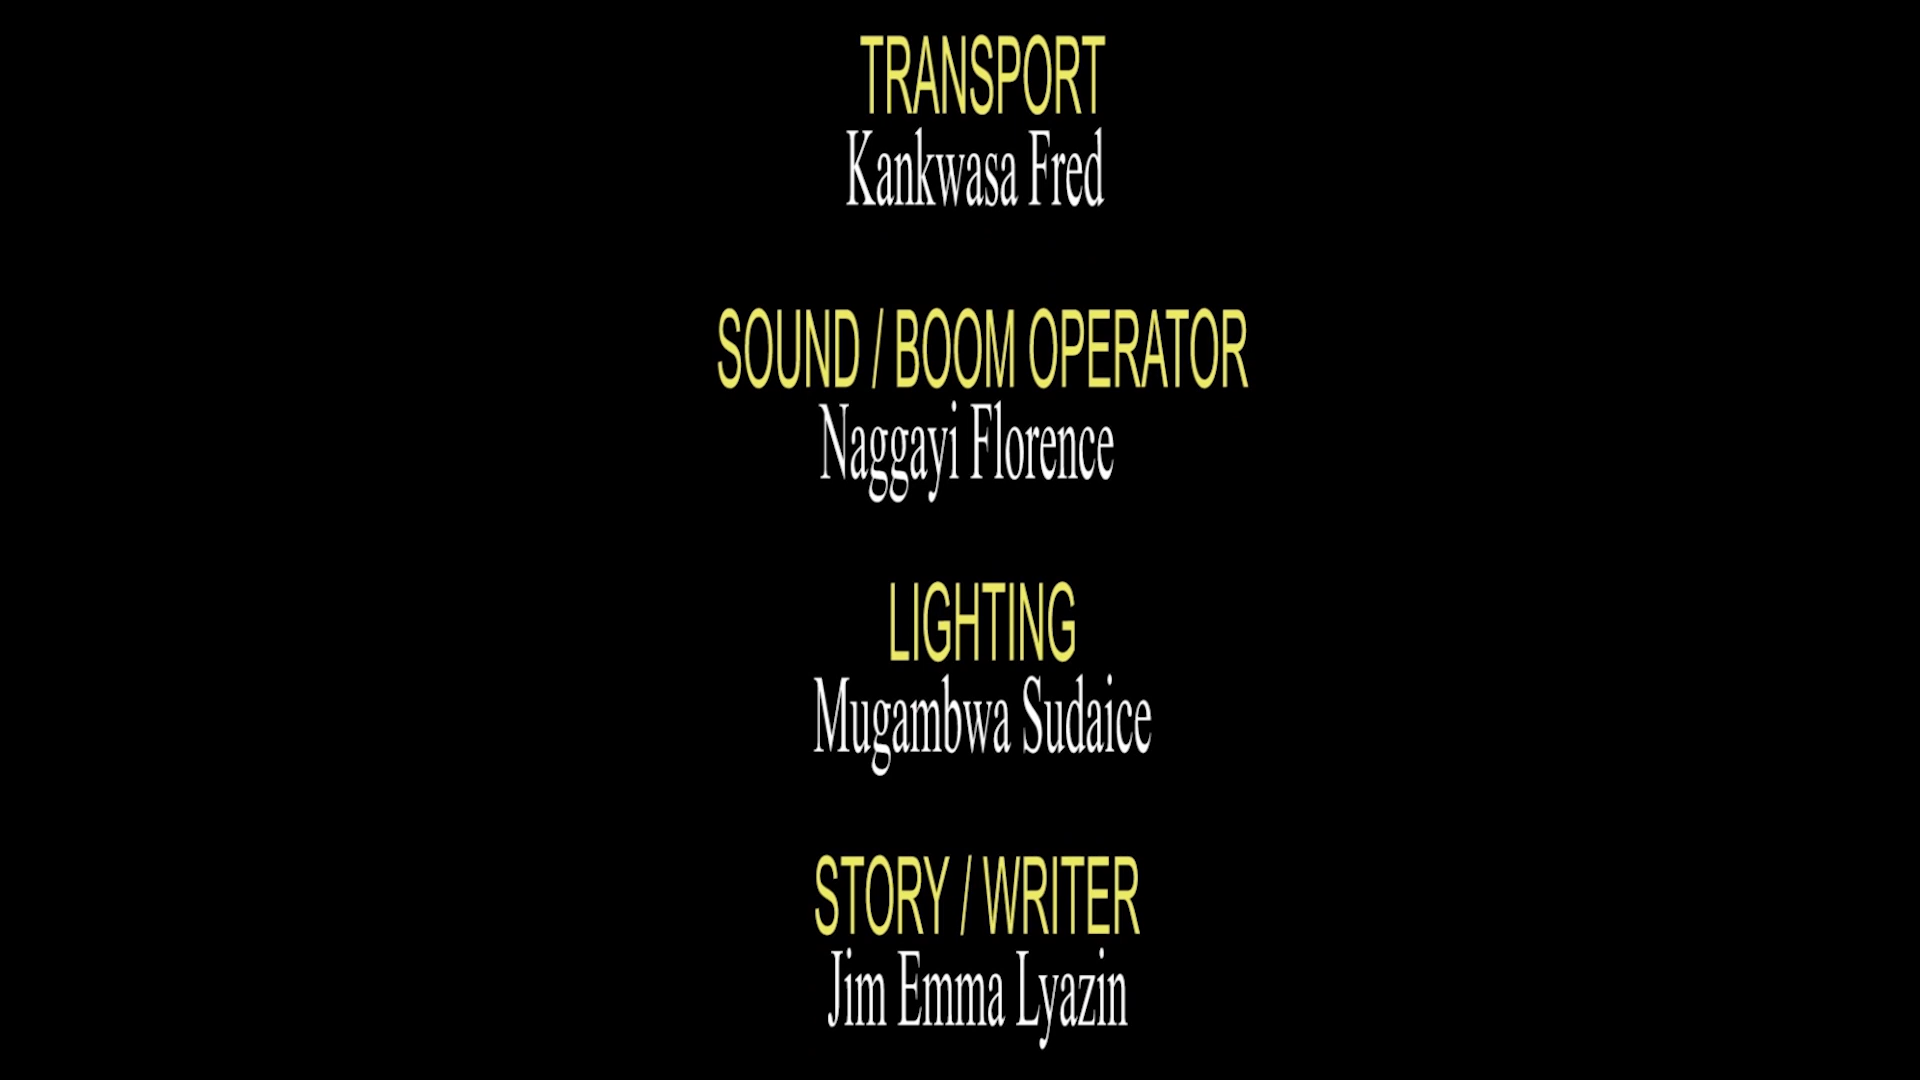 TRANSPORT
Kankwasa Fred
SOUND / BOOM OPERATOR
Naggayi Florence
LIGHTING
Mugambwa Sudaice
STORY / WRITER
Jim Emma Lyazin